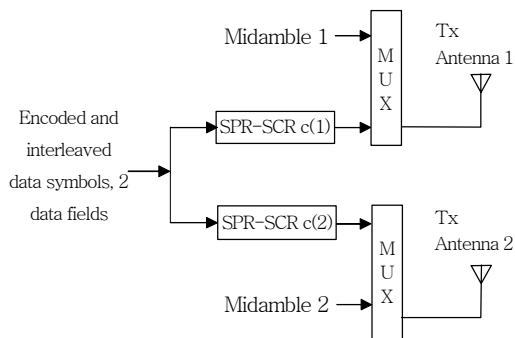 Midamble 1
M
U
X
Tx
Antenna 1
Encoded and
interleaved
data symbols, 2
data fields
SPR-SCR c(1)
SPR-SCR c(2)
M
U
X
Tx
Antenna 2
Midamble 2